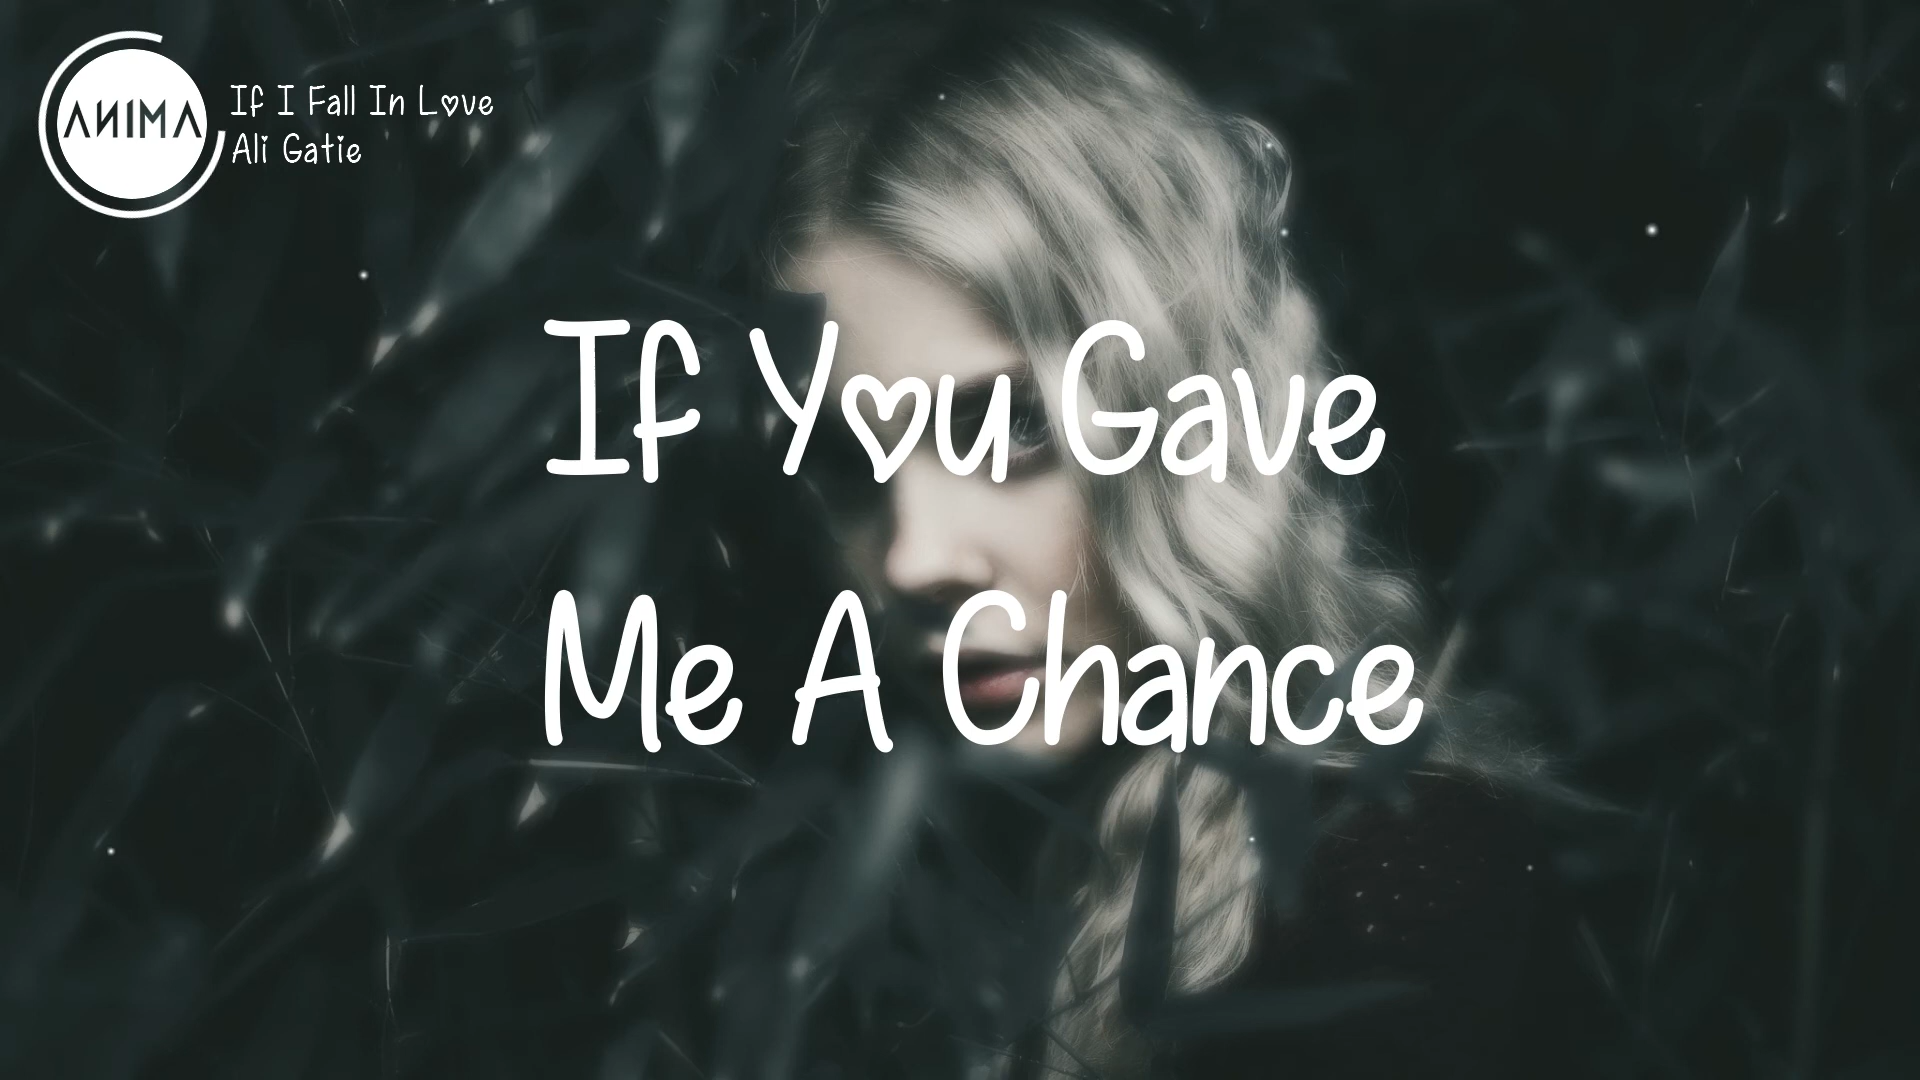 ANIMA
If I Fall In Love
Ali Gatie
If You Gave
Me A Chance